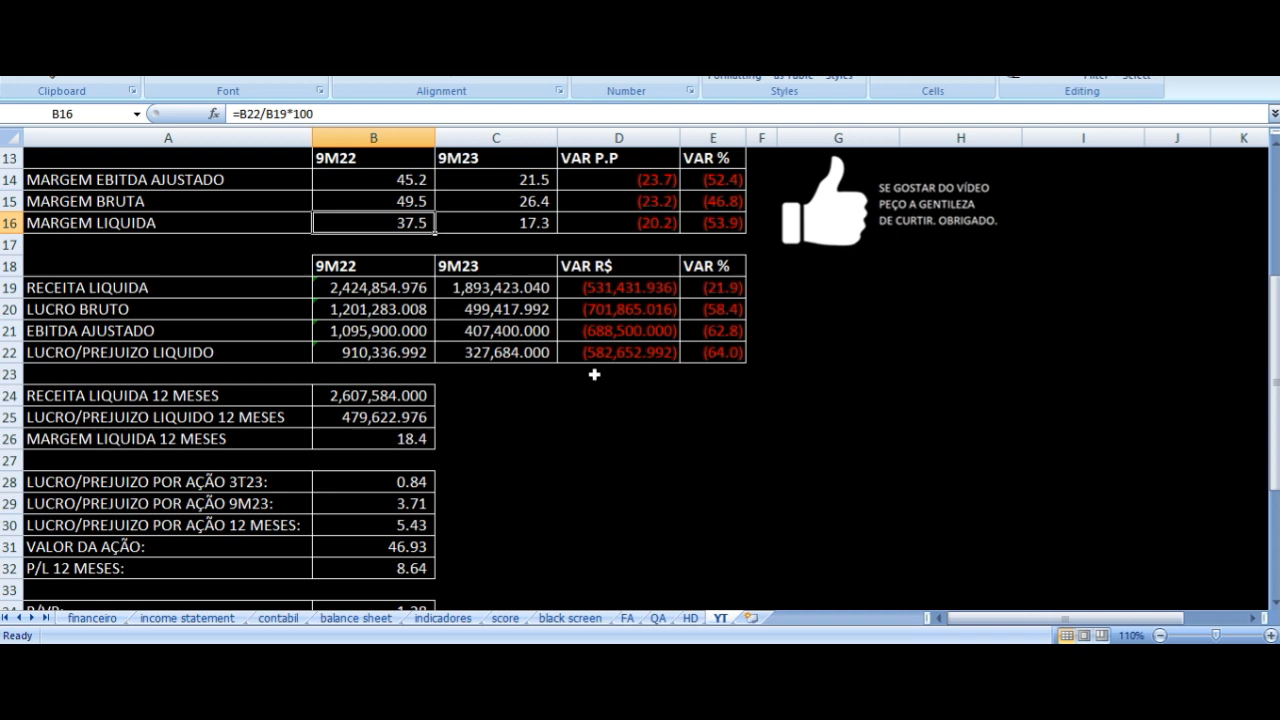 Clipboard Font Alignment Number Styles Cells Editing
B16 fx =B22/B19*100
A B C D E F G H I J K
13 9M22 9M23 VAR P.P VAR %
14 MARGEM EBITDA AJUSTADO 45.2 21.5 (23.7) (52.4)
15 MARGEM BRUTA 49.5 26.4 (23.2) (46.8)
16 MARGEM LIQUIDA 37.5 17.3 (20.2) (53.9)
SE GOSTAR DO VÍDEO
PEÇO A GENTILEZA
DE CURTIR. OBRIGADO.
17
18 9M22 9M23 VAR R$ VAR %
19 RECEITA LIQUIDA 2,424,854.976 1,893,423.040 (531,431.936) (21.9)
20 LUCRO BRUTO 1,201,283.008 499,417.992 (701,865.016) (58.4)
21 EBITDA AJUSTADO 1,095,900.000 407,400.000 (688,500.000) (62.8)
22 LUCRO/PREJUIZO LIQUIDO 910,336.992 327,684.000 (582,652.992) (64.0)
23
24 RECEITA LIQUIDA 12 MESES 2,607,584.000
25 LUCRO/PREJUIZO LIQUIDO 12 MESES 479,622.976
26 MARGEM LIQUIDA 12 MESES 18.4
27
28 LUCRO/PREJUIZO POR AÇÃO 3T23: 0.84
29 LUCRO/PREJUIZO POR AÇÃO 9M23: 3.71
30 LUCRO/PREJUIZO POR AÇÃO 12 MESES: 5.43
31 VALOR DA AÇÃO: 46.93
32 P/L 12 MESES: 8.64
33
financeiro income statement contabil balance sheet indicadores score black screen FA QA HD YT
Ready 110%